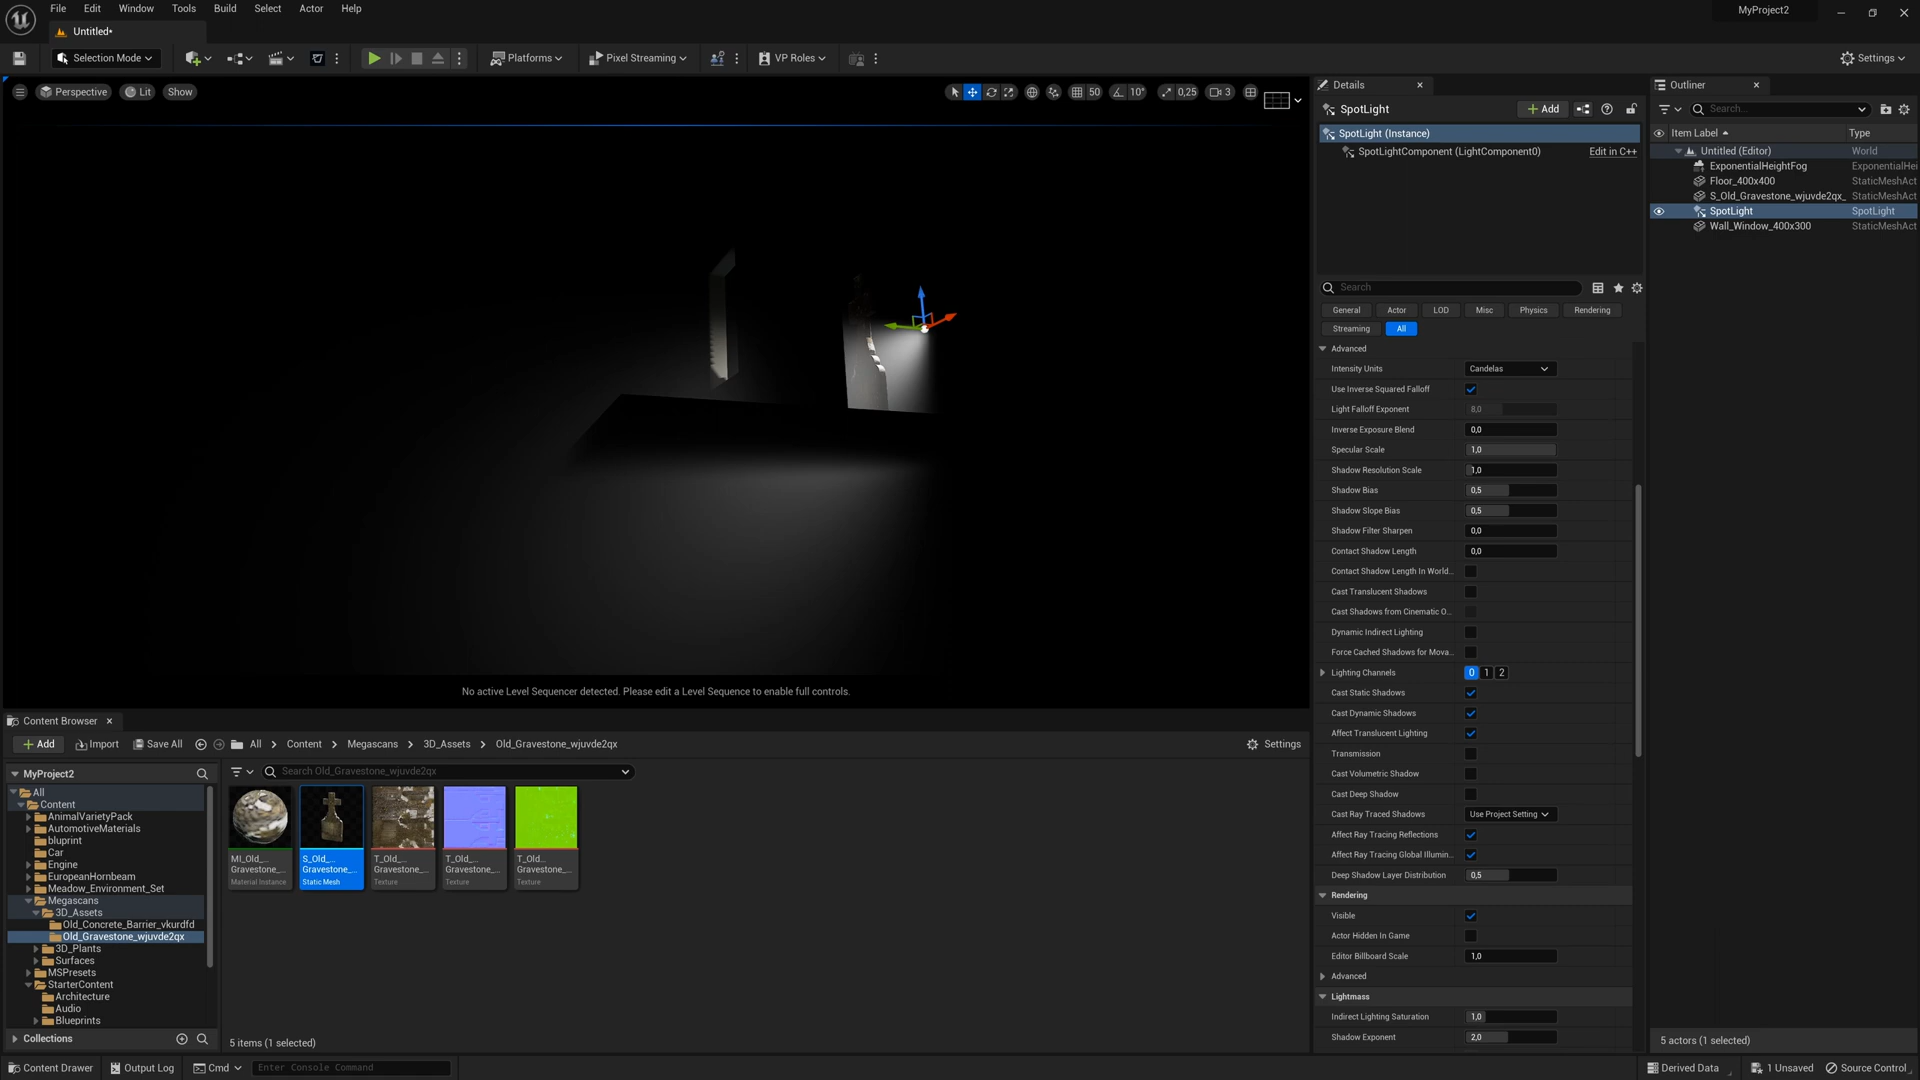 File Edit Window Tools Build Select Actor Help
MyProject2
Untitled*
Selection Mode
Platforms
Pixel Streaming
VP Roles
Settings
Perspective
Lit
Show
50
10°
0,25
3
No active Level Sequencer detected. Please edit a Level Sequence to enable full controls.
Details
SpotLight
Add
SpotLight (Instance)
SpotLightComponent (LightComponent0)
Edit in C++
Search
General
Actor
LOD
Misc
Physics
Rendering
Streaming
All
Advanced
Intensity Units
Candelas
Use Inverse Squared Falloff
Light Falloff Exponent
8,0
Inverse Exposure Blend
0,0
Specular Scale
1,0
Shadow Resolution Scale
1,0
Shadow Bias
0,5
Shadow Slope Bias
0,5
Shadow Filter Sharpen
0,0
Contact Shadow Length
0,0
Contact Shadow Length In World...
Cast Translucent Shadows
Cast Shadows from Cinematic O...
Dynamic Indirect Lighting
Force Cached Shadows for Mova...
Lighting Channels
0 1 2
Cast Static Shadows
Cast Dynamic Shadows
Affect Translucent Lighting
Transmission
Cast Volumetric Shadow
Cast Deep Shadow
Cast Ray Traced Shadows
Use Project Setting
Affect Ray Tracing Reflections
Affect Ray Tracing Global Illumin...
Deep Shadow Layer Distribution
0,5
Rendering
Visible
Actor Hidden In Game
Editor Billboard Scale
1,0
Advanced
Lightmass
Indirect Lighting Saturation
1,0
Shadow Exponent
2,0
Outliner
Search...
Item Label
Type
Untitled (Editor)
World
ExponentialHeightFog
ExponentialHei
Floor_400x400
StaticMeshAct
S_Old_Gravestone_wjuvde2qx_
StaticMeshAct
SpotLight
SpotLight
Wall_Window_400x300
StaticMeshAct
5 actors (1 selected)
Content Browser
Add
Import
Save All
All
Content
Megascans
3D_Assets
Old_Gravestone_wjuvde2qx
Settings
MyProject2
All
Content
AnimalVarietyPack
AutomotiveMaterials
bluprint
Car
Engine
EuropeanHornbeam
Meadow_Environment_Set
Megascans
3D_Assets
Old_Concrete_Barrier_vkurdfd
Old_Gravestone_wjuvde2qx
3D_Plants
Surfaces
MSPresets
StarterContent
Architecture
Audio
Blueprints
Collections
Search Old_Gravestone_wjuvde2qx
MI_Old_...
Gravestone_...
Material Instance
S_Old_...
Gravestone_...
Static Mesh
T_Old_...
Gravestone_...
Texture
T_Old_...
Gravestone_...
Texture
T_Old...
Gravestone_...
Texture
5 items (1 selected)
Content Drawer
Output Log
Cmd
Enter Console Command
Derived Data
1 Unsaved
Source Control